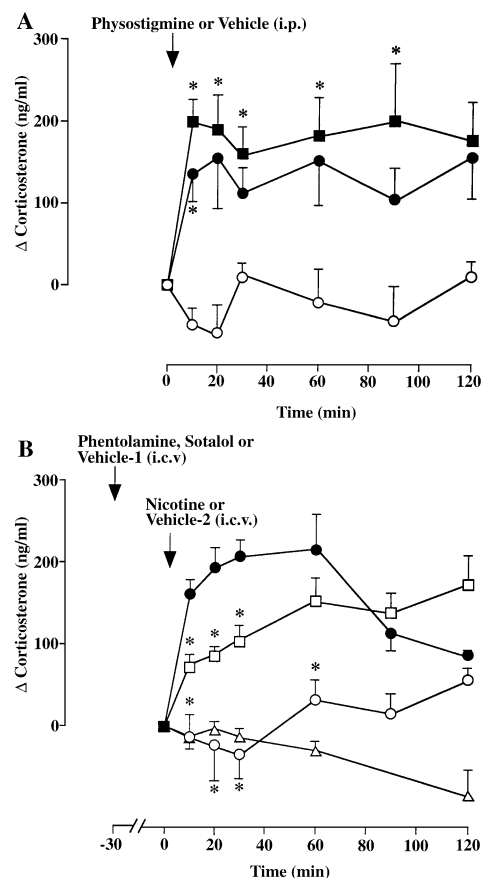 A
Physostigmine or Vehicle (i.p.)
300
200
100
0
Δ Corticosterone (ng/ml)
* * * * *
*
0 20 40 60 80 100 120
Time (min)
B
Phentolamine, Sotalol or
Vehicle-1 (i.c.v)
Nicotine or
Vehicle-2 (i.c.v.)
300
200
100
0
Δ Corticosterone (ng/ml)
* * *
* *
* *
-30 0 20 40 60 80 100 120
Time (min)